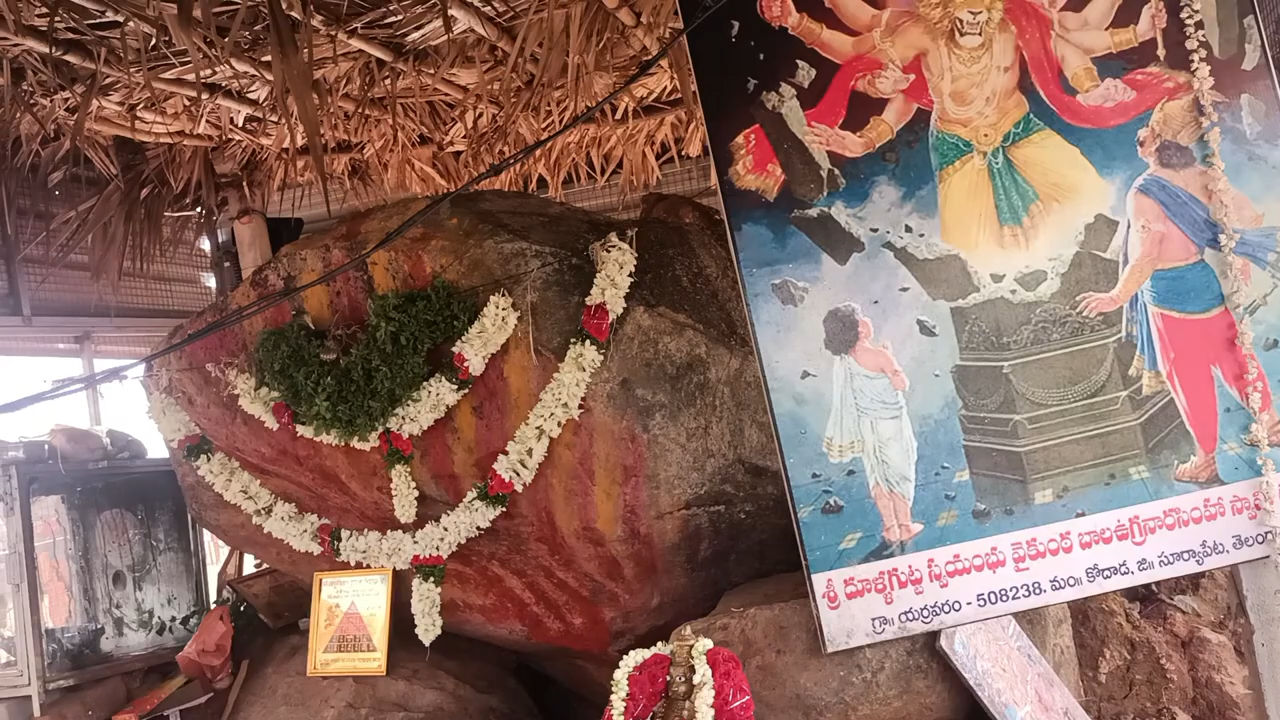 శ్రీ దూళ్ళగుట్ట స్వయంభు వైకుంఠ బాలఉగ్రనారసింహా స్వామి
గ్రా॥ యర్రవరం - 508238. మం॥ కోదాడ, జి॥ సూర్యాపేట, తెలంగా